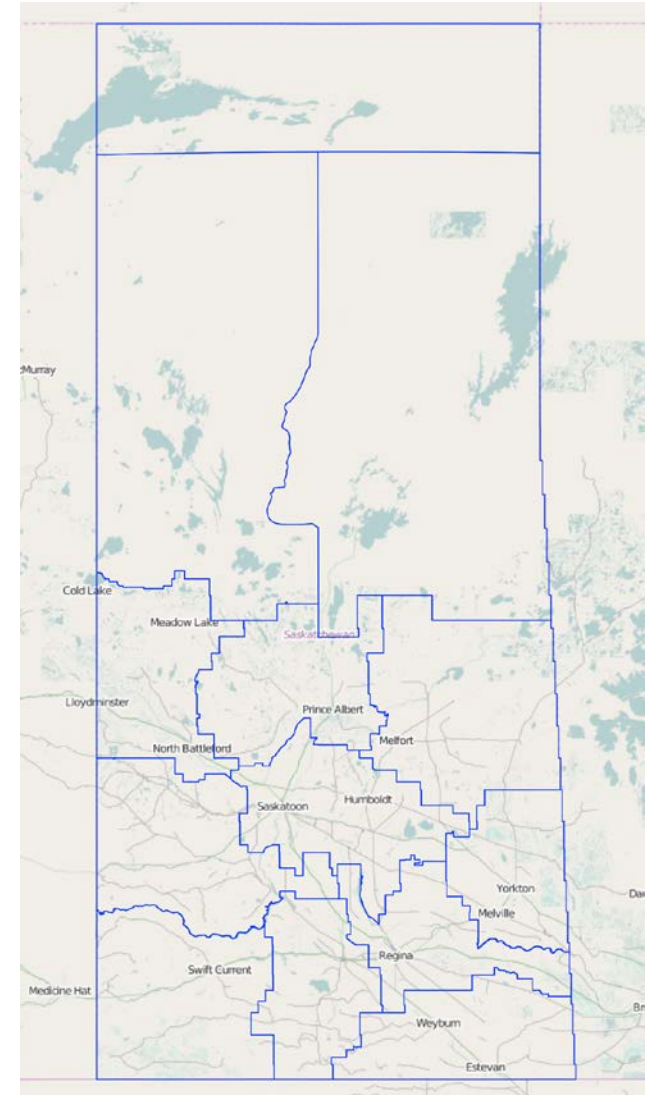 Murray
Cold Lake
Meadow Lake
Saskatchewan
Lloydminster
Prince Albert
North Battleford
Melfort
Saskatoon
Humboldt
Yorkton
Melville
Regina
Swift Current
Medicine Hat
Weyburn
Br
Estevan